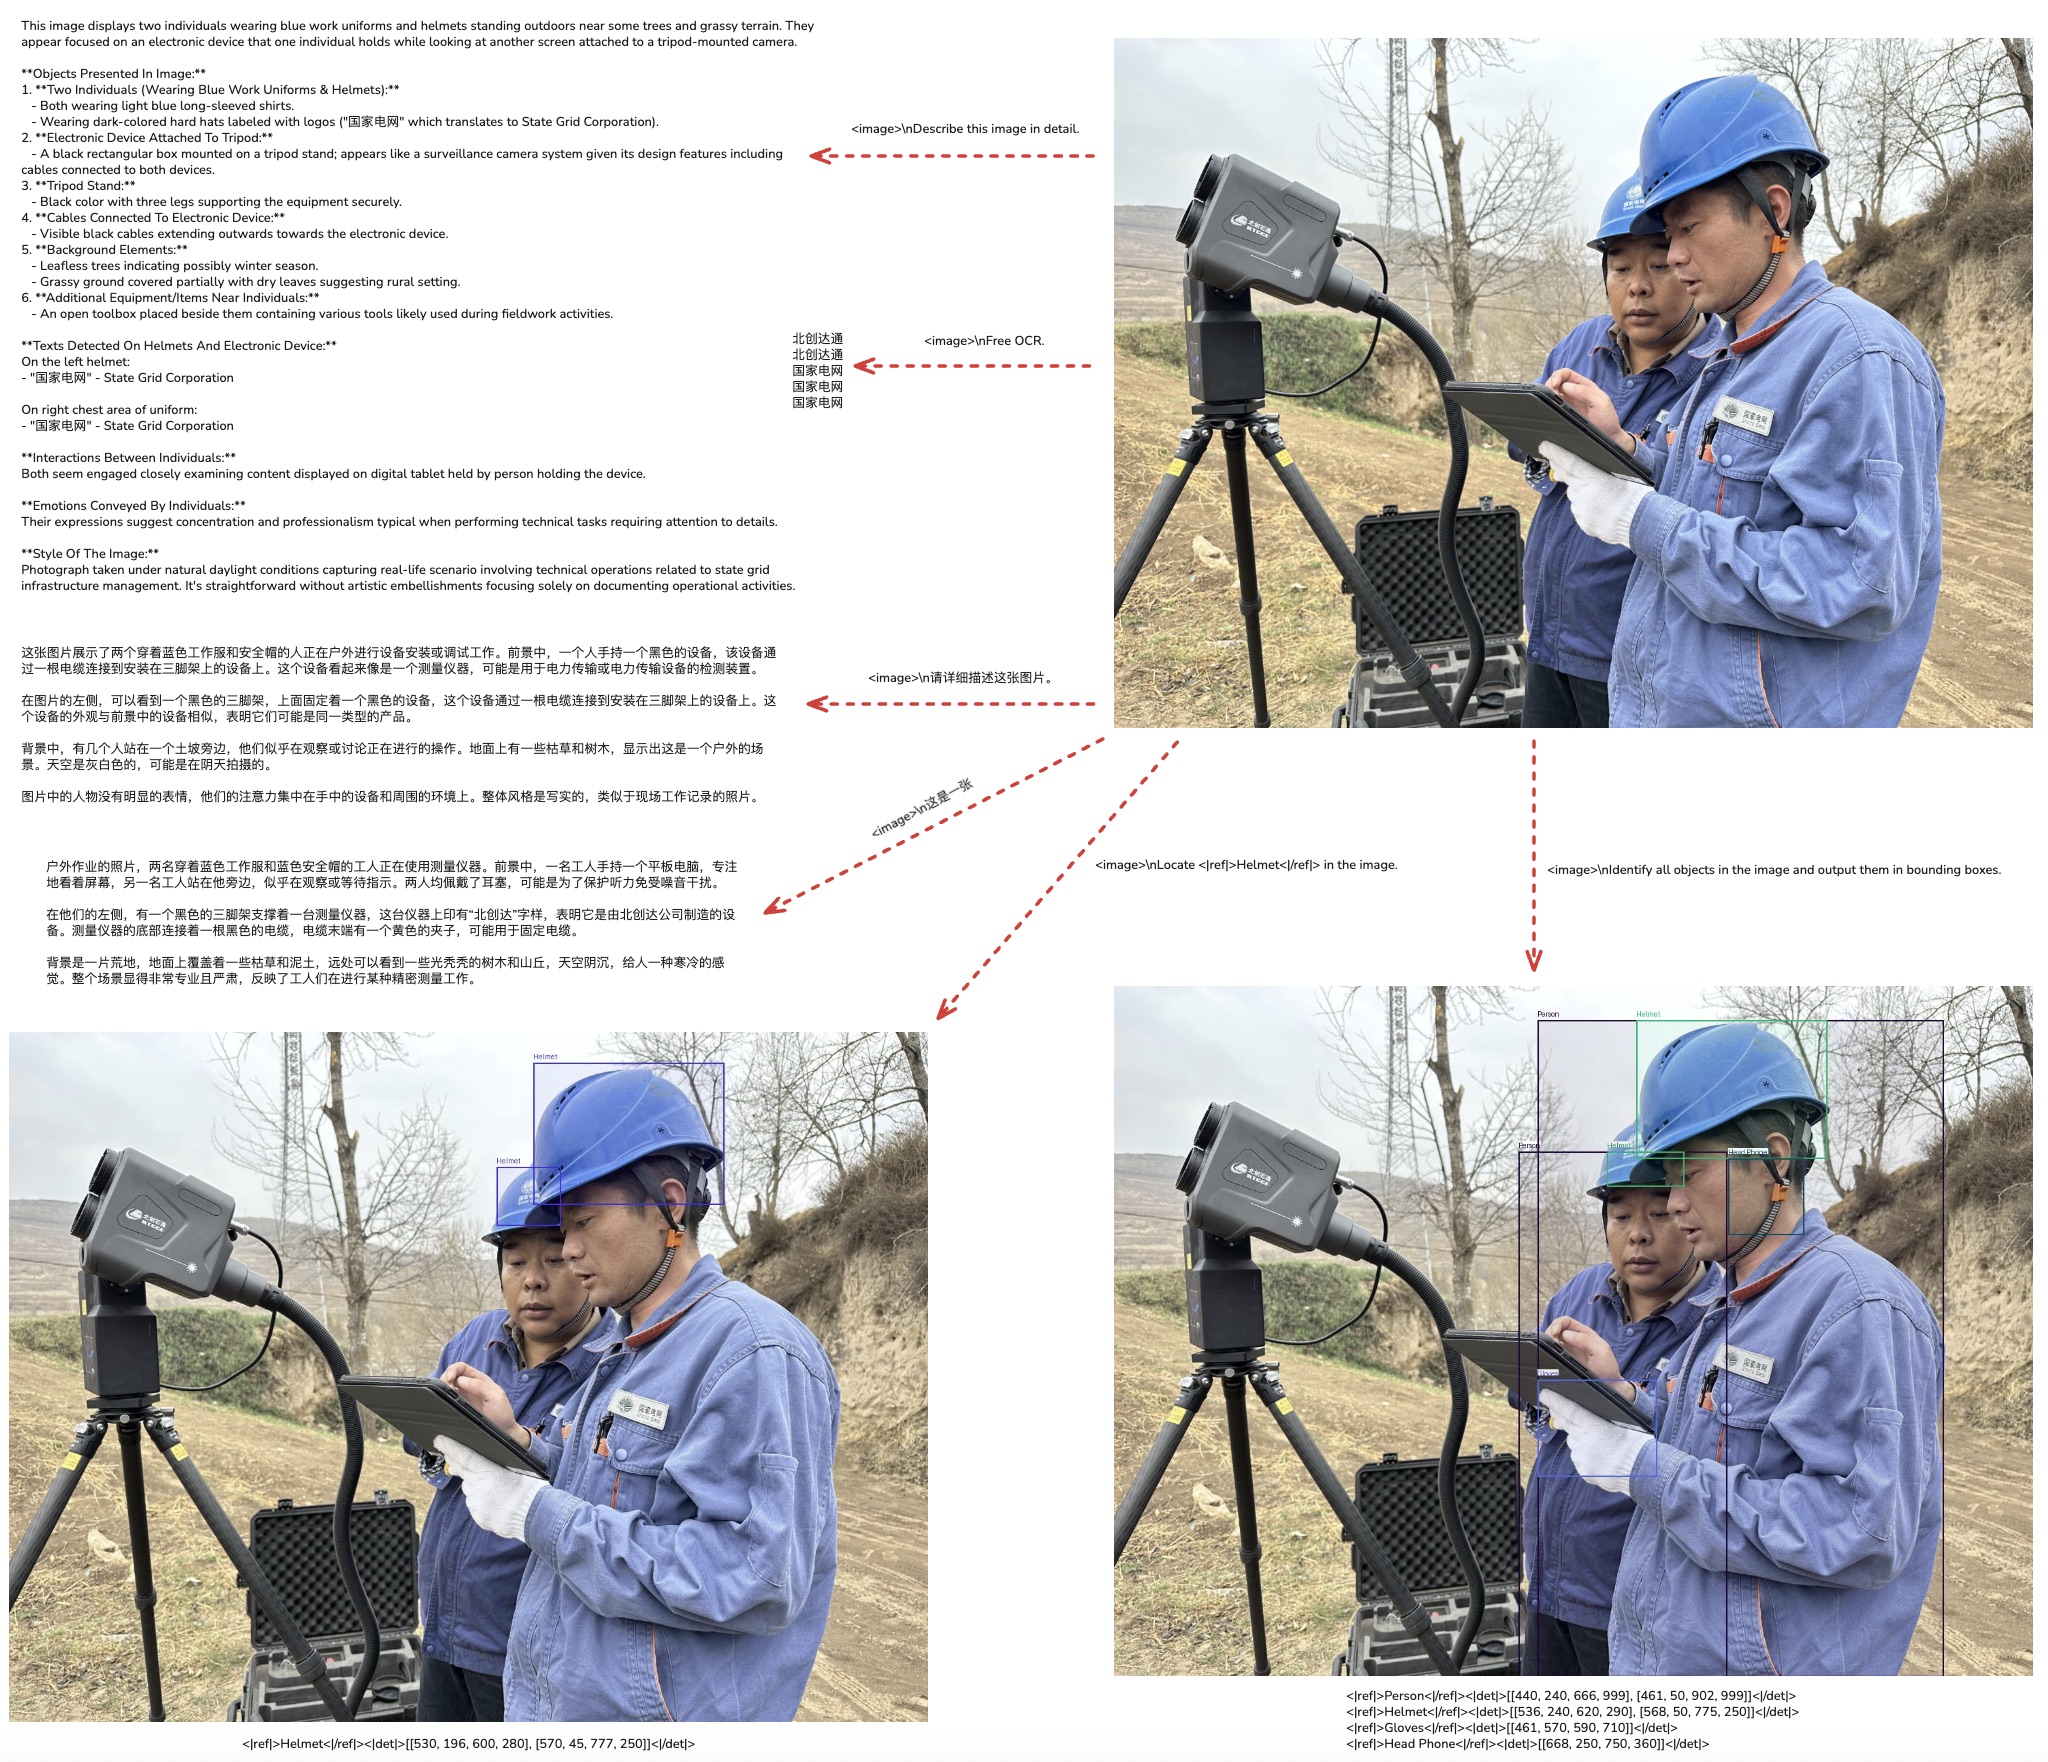 This image displays two individuals wearing blue work uniforms and helmets standing outdoors near some trees and grassy terrain. They
appear focused on an electronic device that one individual holds while looking at another screen attached to a tripod-mounted camera.
**Objects Presented In Image:**
1. **Two Individuals (Wearing Blue Work Uniforms & Helmets):**
- Both wearing light blue long-sleeved shirts.
- Wearing dark-colored hard hats labeled with logos ("国家电网" which translates to State Grid Corporation).
2. **Electronic Device Attached To Tripod:**
- A black rectangular box mounted on a tripod stand; appears like a surveillance camera system given its design features including
cables connected to both devices.
3. **Tripod Stand:**
- Black color with three legs supporting the equipment securely.
4. **Cables Connected To Electronic Device:**
- Visible black cables extending outwards towards the electronic device.
5. **Background Elements:**
- Leafless trees indicating possibly winter season.
- Grassy ground covered partially with dry leaves suggesting rural setting.
6. **Additional Equipment/Items Near Individuals:**
- An open toolbox placed beside them containing various tools likely used during fieldwork activities.
**Texts Detected On Helmets And Electronic Device:**
On the left helmet:
- "国家电网" - State Grid Corporation
On right chest area of uniform:
- "国家电网" - State Grid Corporation
**Interactions Between Individuals:**
Both seem engaged closely examining content displayed on digital tablet held by person holding the device.
**Emotions Conveyed By Individuals:**
Their expressions suggest concentration and professionalism typical when performing technical tasks requiring attention to details.
**Style Of The Image:**
Photograph taken under natural daylight conditions capturing real-life scenario involving technical operations related to state grid
infrastructure management. It's straightforward without artistic embellishments focusing solely on documenting operational activities.
<image>\nDescribe this image in detail.
<image>\nFree OCR.
北创达通
北创达通
国家电网
国家电网
国家电网
国家电网
STATE GRID
这张图片展示了两个穿着蓝色工作服和安全帽的人正在户外进行设备安装或调试工作。前景中，一个人手持一个黑色的设备，该设备通
过一根电缆连接到安装在三脚架上的设备上。这个设备看起来像是一个测量仪器，可能是用于电力传输或电力传输设备的检测装置。
在图片的左侧，可以看到一个黑色的三脚架，上面固定着一个黑色的设备，这个设备通过一根电缆连接到安装在三脚架上的设备上。这
个设备的外观与前景中的设备相似，表明它们可能是同一类型的产品。
背景中，有几个人站在一个土坡旁边，他们似乎在观察或讨论正在进行的操作。地面上有一些枯草和树木，显示出这是一个户外的场
景。天空是灰白色的，可能是在阴天拍摄的。
图片中的人物没有明显的表情，他们的注意力集中在手中的设备和周围的环境上。整体风格是写实的，类似于现场工作记录的照片。
<image>\n请详细描述这张图片。
<image>\n这是一张
户外作业的照片，两名穿着蓝色工作服和蓝色安全帽的工人正在使用测量仪器。前景中，一名工人手持一个平板电脑，专注
地看着屏幕，另一名工人站在他旁边，似乎在观察或等待指示。两人均佩戴了耳塞，可能是为了保护听力免受噪音干扰。
在他们的左侧，有一个黑色的三脚架支撑着一台测量仪器，这台仪器上印有“北创达”字样，表明它是由北创达公司制造的设
备。测量仪器的底部连接着一根黑色的电缆，电缆末端有一个黄色的夹子，可能用于固定电缆。
背景是一片荒地，地面上覆盖着一些枯草和泥土，远处可以看到一些光秃秃的树木和山丘，天空阴沉，给人一种寒冷的感
觉。整个场景显得非常专业且严肃，反映了工人们在进行某种精密测量工作。
<image>\nLocate <|ref|>Helmet<|/ref|> in the image.
<image>\nIdentify all objects in the image and output them in bounding boxes.
Helmet
Helmet
国家电网
STATE GRID
<|ref|>Helmet<|/ref|><|det|>[[530, 196, 600, 280], [570, 45, 777, 250]]<|/det|>
Person
Helmet
Person
Helmet
Head Phone
Gloves
国家电网
STATE GRID
<|ref|>Person<|/ref|><|det|>[[440, 240, 666, 999], [461, 50, 902, 999]]<|/det|>
<|ref|>Helmet<|/ref|><|det|>[[536, 240, 620, 290], [568, 50, 775, 250]]<|/det|>
<|ref|>Gloves<|/ref|><|det|>[[461, 570, 590, 710]]<|/det|>
<|ref|>Head Phone<|/ref|><|det|>[[668, 250, 750, 360]]<|/det|>